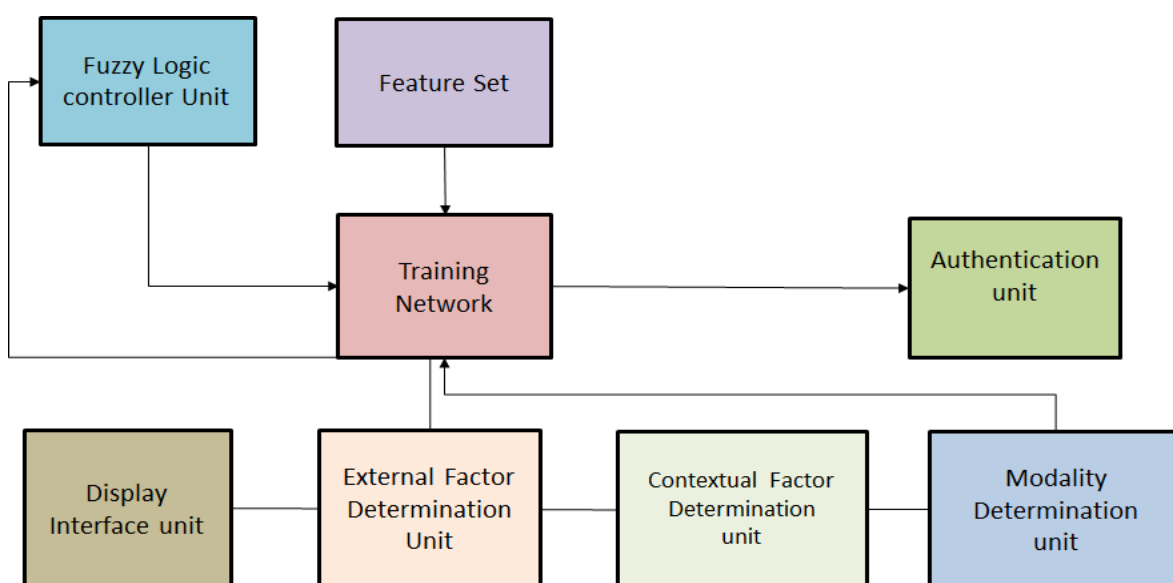 Fuzzy Logic
controller Unit
Feature Set
Training
Network
Authentication
unit
Display
Interface unit
External Factor
Determination
Unit
Contextual Factor
Determination
unit
Modality
Determination
unit